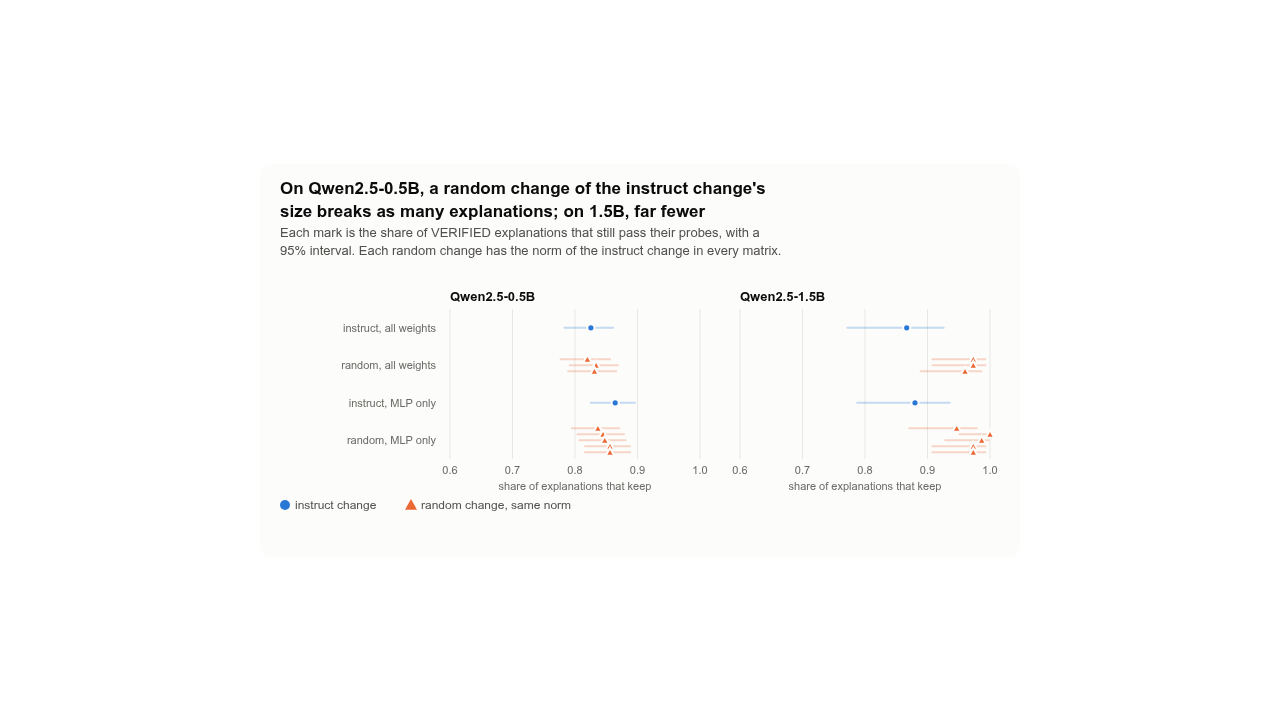 On Qwen2.5-0.5B, a random change of the instruct change's
size breaks as many explanations; on 1.5B, far fewer
Each mark is the share of VERIFIED explanations that still pass their probes, with a
95% interval. Each random change has the norm of the instruct change in every matrix.
Qwen2.5-0.5B
Qwen2.5-1.5B
instruct, all weights
random, all weights
instruct, MLP only
random, MLP only
0.6 0.7 0.8 0.9 1.0
0.6 0.7 0.8 0.9 1.0
share of explanations that keep
share of explanations that keep
instruct change
random change, same norm